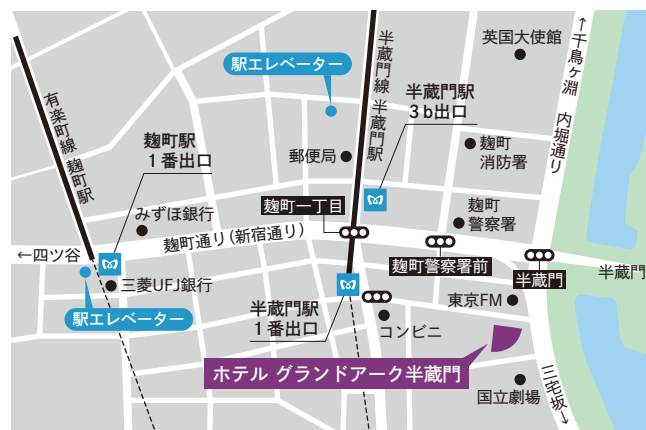 英国大使館
↑千鳥ヶ淵
内堀通り
駅エレベーター
半蔵門線 半蔵門駅
半蔵門駅
3b出口
有楽町線 麹町駅
麹町駅
1番出口
郵便局
麹町
消防署
みずほ銀行
麹町一丁目
麹町
警察署
麹町通り(新宿通り)
←四ツ谷
麹町警察署前
半蔵門
半蔵門
三菱UFJ銀行
駅エレベーター
半蔵門駅
1番出口
東京FM
コンビニ
ホテル グランドアーク半蔵門
国立劇場
三宅坂↓